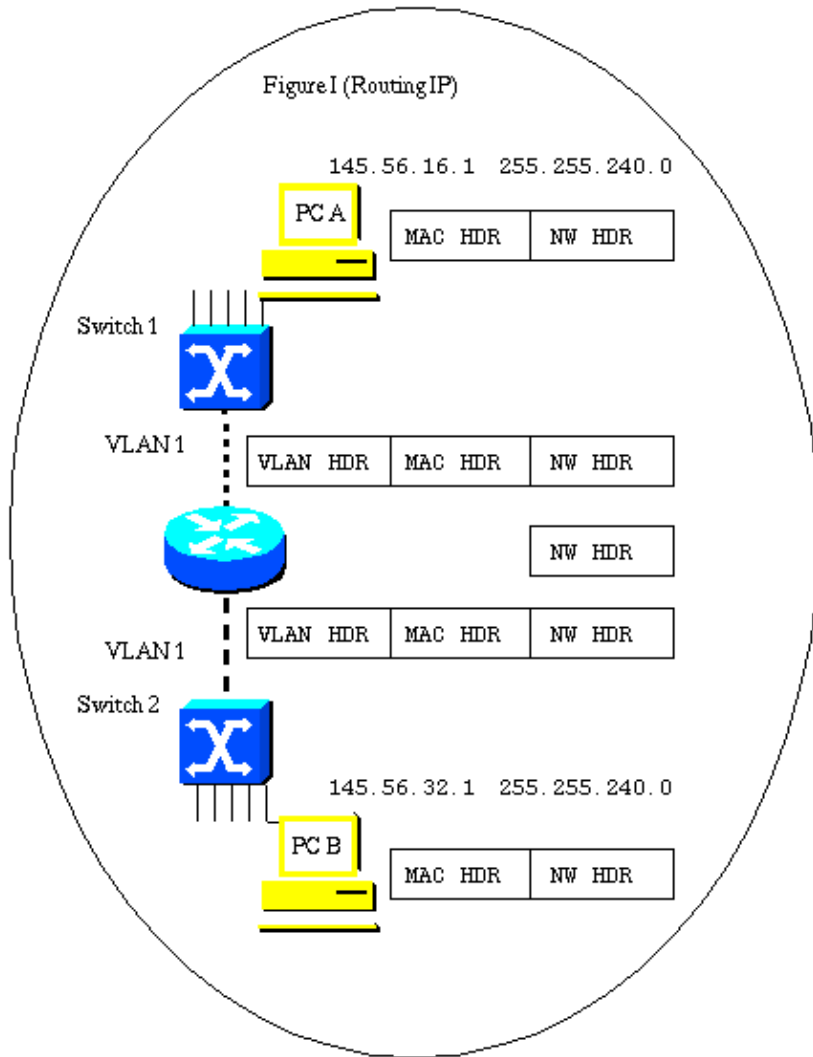 Figure I (Routing IP)
145.56.16.1 255.255.240.0
PC A
MAC HDR NW HDR
Switch 1
VLAN 1
VLAN HDR MAC HDR NW HDR
NW HDR
VLAN HDR MAC HDR NW HDR
VLAN 1
Switch 2
145.56.32.1 255.255.240.0
PC B
MAC HDR NW HDR